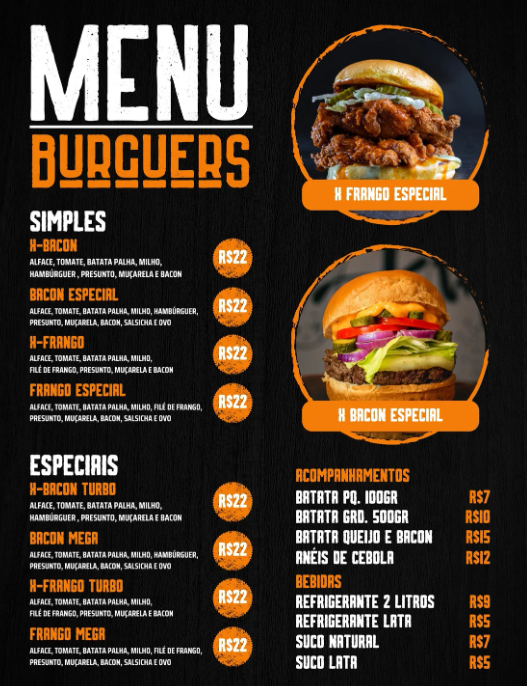 MENU
BURGUERS
SIMPLES
X-BACON
ALFACE, TOMATE, BATATA PALHA, MILHO,
HAMBÚRGUER , PRESUNTO, MUÇARELA E BACON
R$22
BACON ESPECIAL
ALFACE, TOMATE, BATATA PALHA, MILHO, HAMBÚRGUER,
PRESUNTO, MUÇARELA, BACON, SALSICHA E OVO
R$22
X-FRANGO
ALFACE, TOMATE, BATATA PALHA, MILHO,
FILÉ DE FRANGO, PRESUNTO, MUÇARELA E BACON
R$22
FRANGO ESPECIAL
ALFACE, TOMATE, BATATA PALHA, MILHO, FILÉ DE FRANGO,
PRESUNTO, MUÇARELA, BACON, SALSICHA E OVO
R$22
ESPECIAIS
X-BACON TURBO
ALFACE, TOMATE, BATATA PALHA, MILHO,
HAMBÚRGUER , PRESUNTO, MUÇARELA E BACON
R$22
BACON MEGA
ALFACE, TOMATE, BATATA PALHA, MILHO, HAMBÚRGUER,
PRESUNTO, MUÇARELA, BACON, SALSICHA E OVO
R$22
X-FRANGO TURBO
ALFACE, TOMATE, BATATA PALHA, MILHO,
FILÉ DE FRANGO, PRESUNTO, MUÇARELA E BACON
R$22
FRANGO MEGA
ALFACE, TOMATE, BATATA PALHA, MILHO, FILÉ DE FRANGO,
PRESUNTO, MUÇARELA, BACON, SALSICHA E OVO
R$22
X FRANGO ESPECIAL
X BACON ESPECIAL
ACOMPANHAMENTOS
BATATA PQ. 100GR R$7
BATATA GRD. 500GR R$10
BATATA QUEIJO E BACON R$15
ANÉIS DE CEBOLA R$12
BEBIDAS
REFRIGERANTE 2 LITROS R$9
REFRIGERANTE LATA R$5
SUCO NATURAL R$7
SUCO LATA R$5